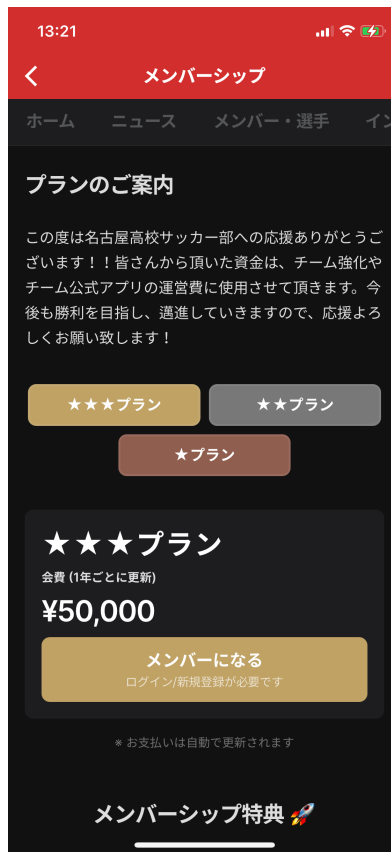 13:21
メンバーシップ
ホーム ニュース メンバー・選手 イン
プランのご案内
この度は名古屋高校サッカー部への応援ありがとうご
ざいます！！皆さんから頂いた資金は、チーム強化や
チーム公式アプリの運営費に使用させて頂きます。今
後も勝利を目指し、邁進していきますので、応援よろ
しくお願い致します！
★★★プラン ★★プラン
★プラン
★★★プラン
会費 (1年ごとに更新)
¥50,000
メンバーになる
ログイン/新規登録が必要です
※ お支払いは自動で更新されます
メンバーシップ特典 🚀